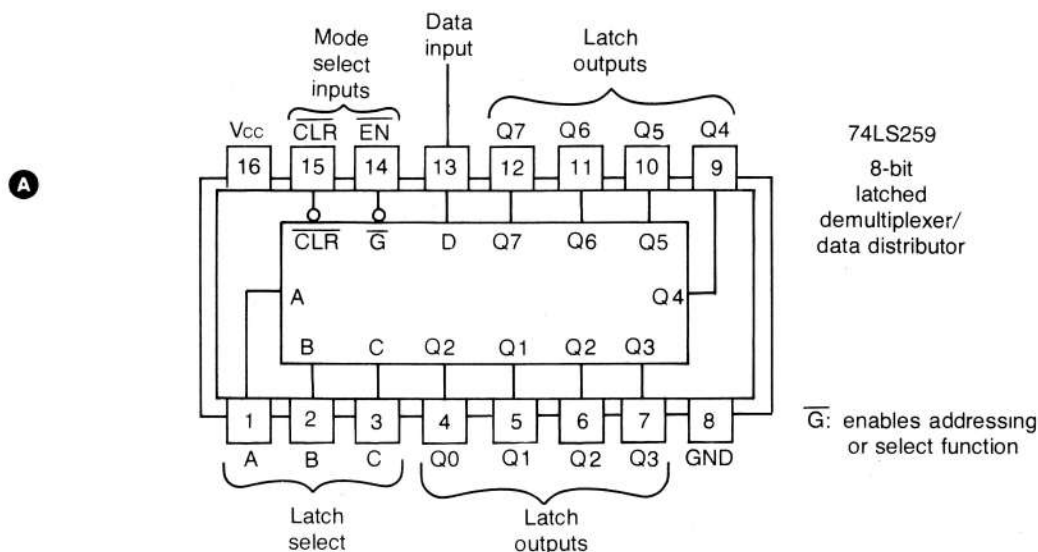 A
Mode
select
inputs
Data
input
Latch
outputs
Vcc CLR EN Q7 Q6 Q5 Q4
16 15 14 13 12 11 10 9
CLR G D Q7 Q6 Q5
A Q4
B C Q2 Q1 Q2 Q3
1 2 3 4 5 6 7 8
A B C Q0 Q1 Q2 Q3 GND
Latch
select
Latch
outputs
74LS259
8-bit
latched
demultiplexer/
data distributor
G: enables addressing
or select function